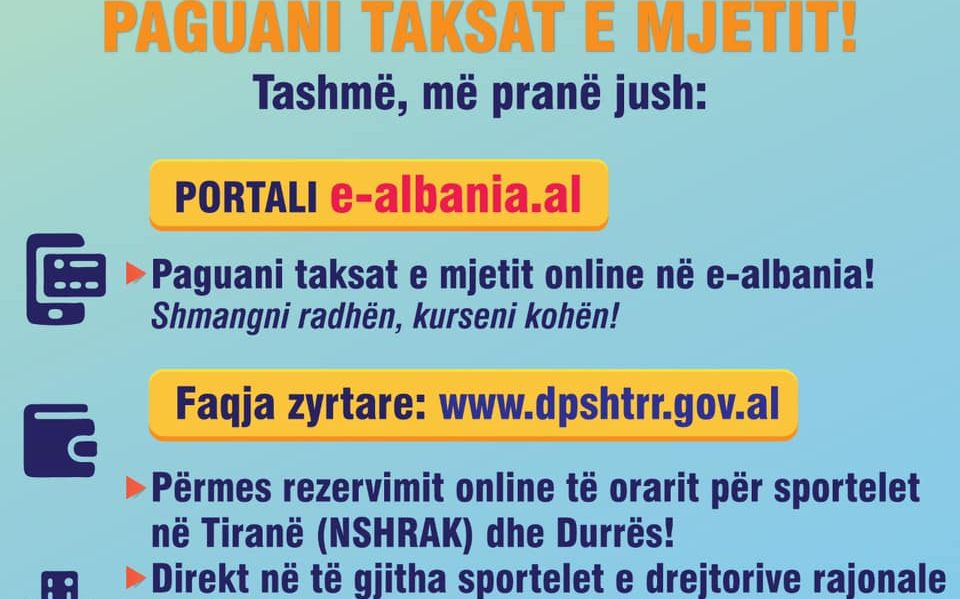 PAGUANI TAKSAT E MJETIT!
Tashmë, më pranë jush:
PORTALI e-albania.al
Paguani taksat e mjetit online në e-albania!
Shmangni radhën, kurseni kohën!
Faqja zyrtare: www.dpshtrr.gov.al
Përmes rezervimit online të orarit për sportelet
në Tiranë (NSHRAK) dhe Durrës!
Direkt në të gjitha sportelet e drejtorive rajonale